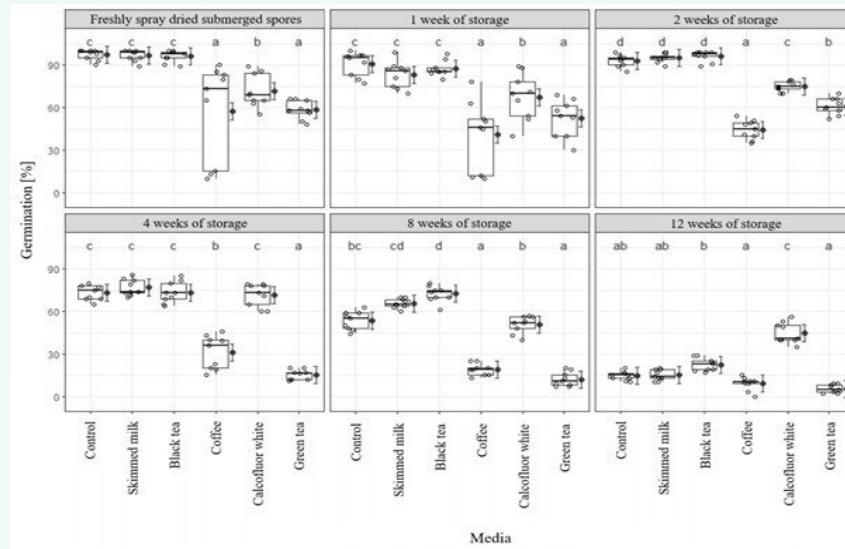 Freshly spray dried submerged spores
1 week of storage
2 weeks of storage
c c c a b a
c c c a b a
d d d a c b
90
60
30
0
4 weeks of storage
8 weeks of storage
12 weeks of storage
c c c b c a
bc cd d a b a
ab ab b a c a
90
60
30
0
Germination [%]
Control
Skimmed milk
Black tea
Coffee
Calcofluor white
Green tea
Control
Skimmed milk
Black tea
Coffee
Calcofluor white
Green tea
Control
Skimmed milk
Black tea
Coffee
Calcofluor white
Green tea
Media